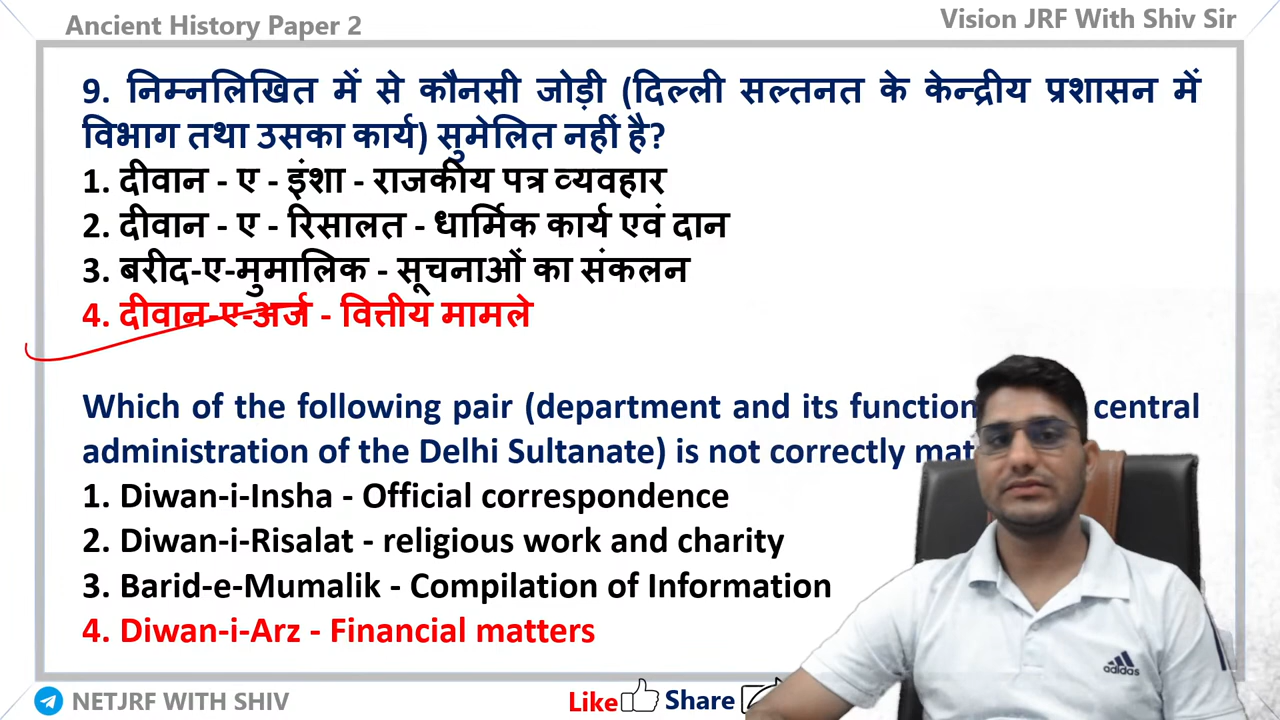 Ancient History Paper 2
Vision JRF With Shiv Sir
9. निम्नलिखित में से कौनसी जोड़ी (दिल्ली सल्तनत के केन्द्रीय प्रशासन में
विभाग तथा उसका कार्य) सुमेलित नहीं है?
1. दीवान - ए - इंशा - राजकीय पत्र व्यवहार
2. दीवान - ए - रिसालत - धार्मिक कार्य एवं दान
3. बरीद-ए-मुमालिक - सूचनाओं का संकलन
4. दीवान-ए-अर्ज - वित्तीय मामले
Which of the following pair (department and its function central
administration of the Delhi Sultanate) is not correctly mat
1. Diwan-i-Insha - Official correspondence
2. Diwan-i-Risalat - religious work and charity
3. Barid-e-Mumalik - Compilation of Information
4. Diwan-i-Arz - Financial matters
adidas
NETJRF WITH SHIV
Like Share